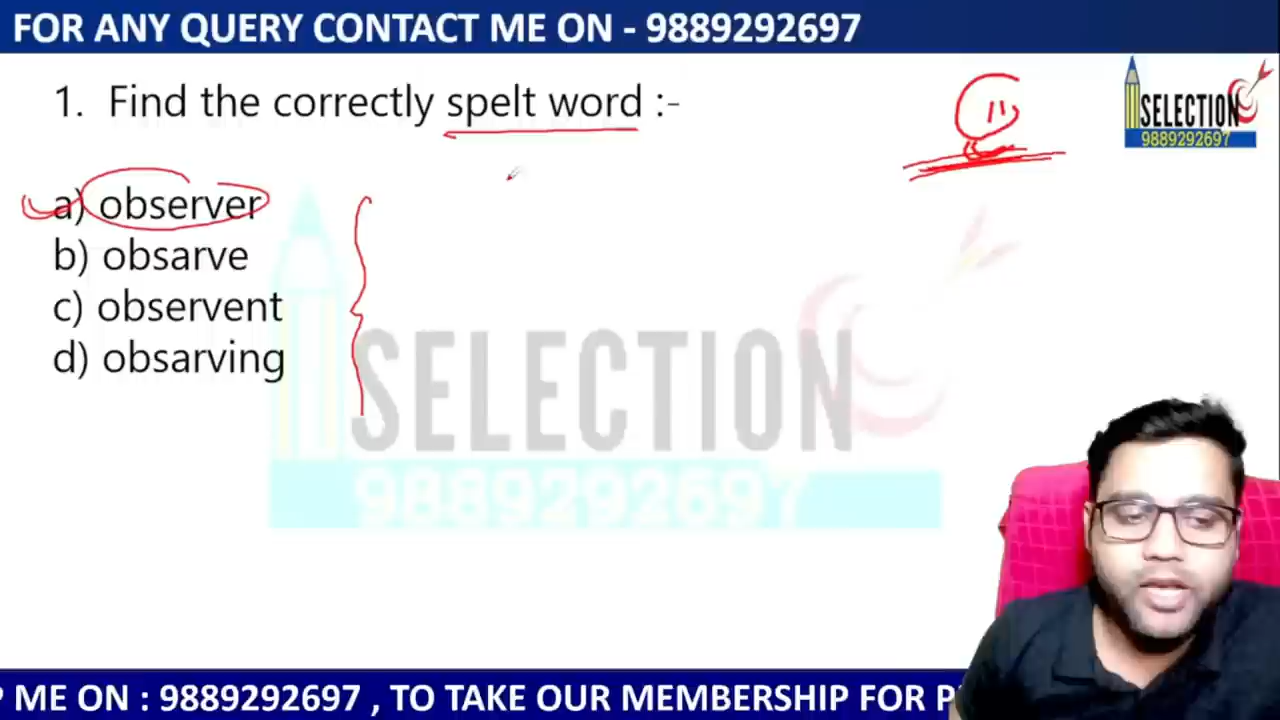 FOR ANY QUERY CONTACT ME ON - 9889292697
1. Find the correctly spelt word :-
11
SELECTION
9889292697
a) observer
b) obsarve
c) observent
d) obsarving
SELECTION
9889292697
P ME ON : 9889292697 , TO TAKE OUR MEMBERSHIP FOR P